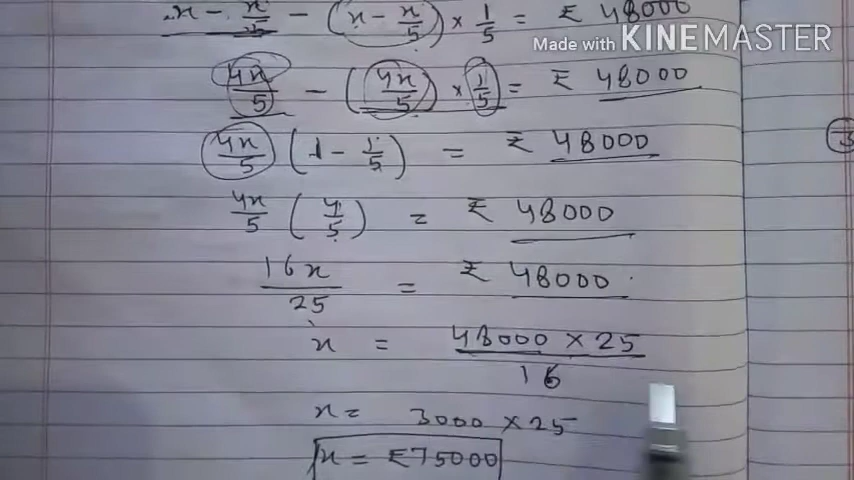 x - x/5 - (x - x/5) × 1/5 = ₹ 48000
Made with KINEMASTER
4x/5 - (4x/5) × 1/5 = ₹ 48000
4x/5 (1 - 1/5) = ₹ 48000
4x/5 (4/5) = ₹ 48000
16x/25 = ₹ 48000
x = 48000 × 25/16
x = 3000 × 25
x = ₹75000